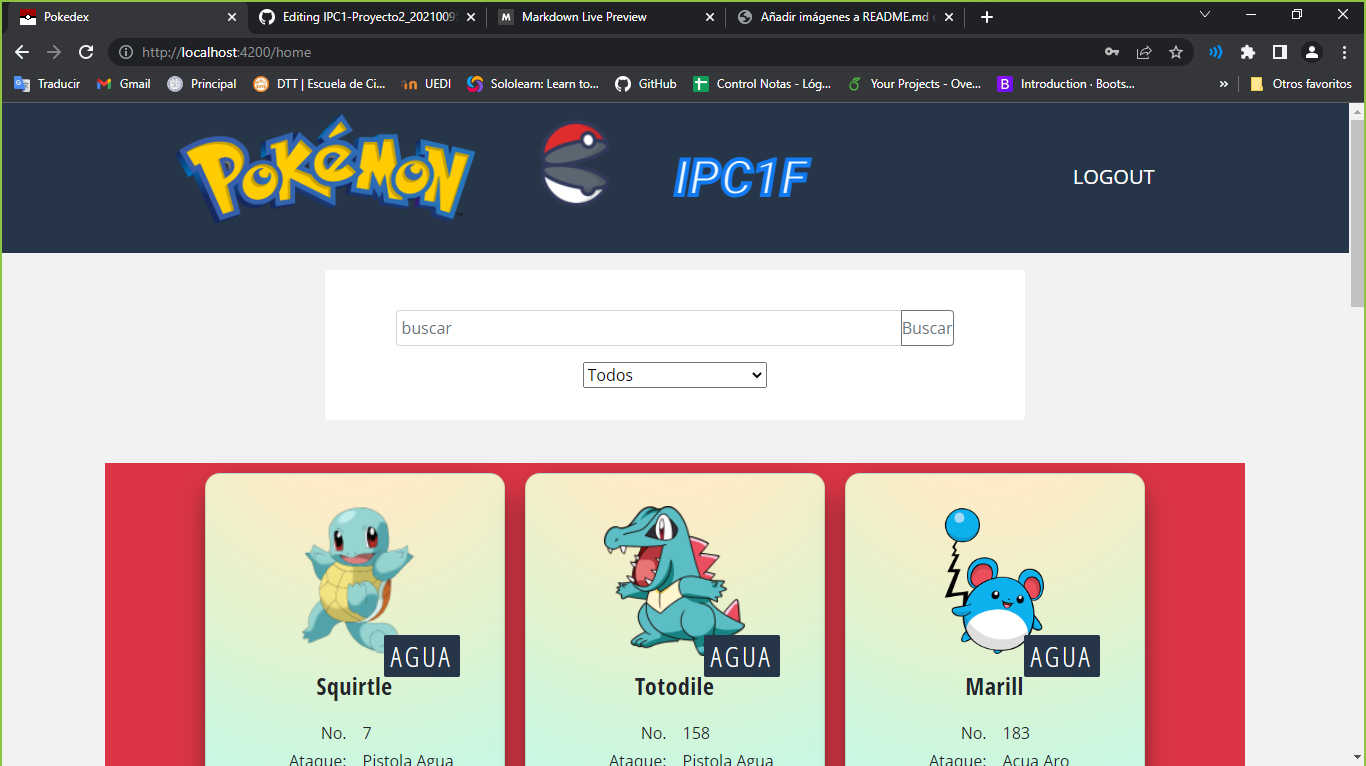 Pokedex
Editing IPC1-Proyecto2_2021009
Markdown Live Preview
Añadir imágenes a README.md e
http://localhost:4200/home
Traducir
Gmail
Principal
DTT | Escuela de Ci...
UEDI
Sololearn: Learn to...
GitHub
Control Notas - Lóg...
Your Projects - Ove...
B Introduction · Boots...
»
Otros favoritos
POKéMON
IPC1F
LOGOUT
buscar
Buscar
Todos
AGUA
AGUA
AGUA
Squirtle
Totodile
Marill
No. 7
No. 158
No. 183
Ataque: Pistola Agua
Ataque: Pistola Agua
Ataque: Acua Aro